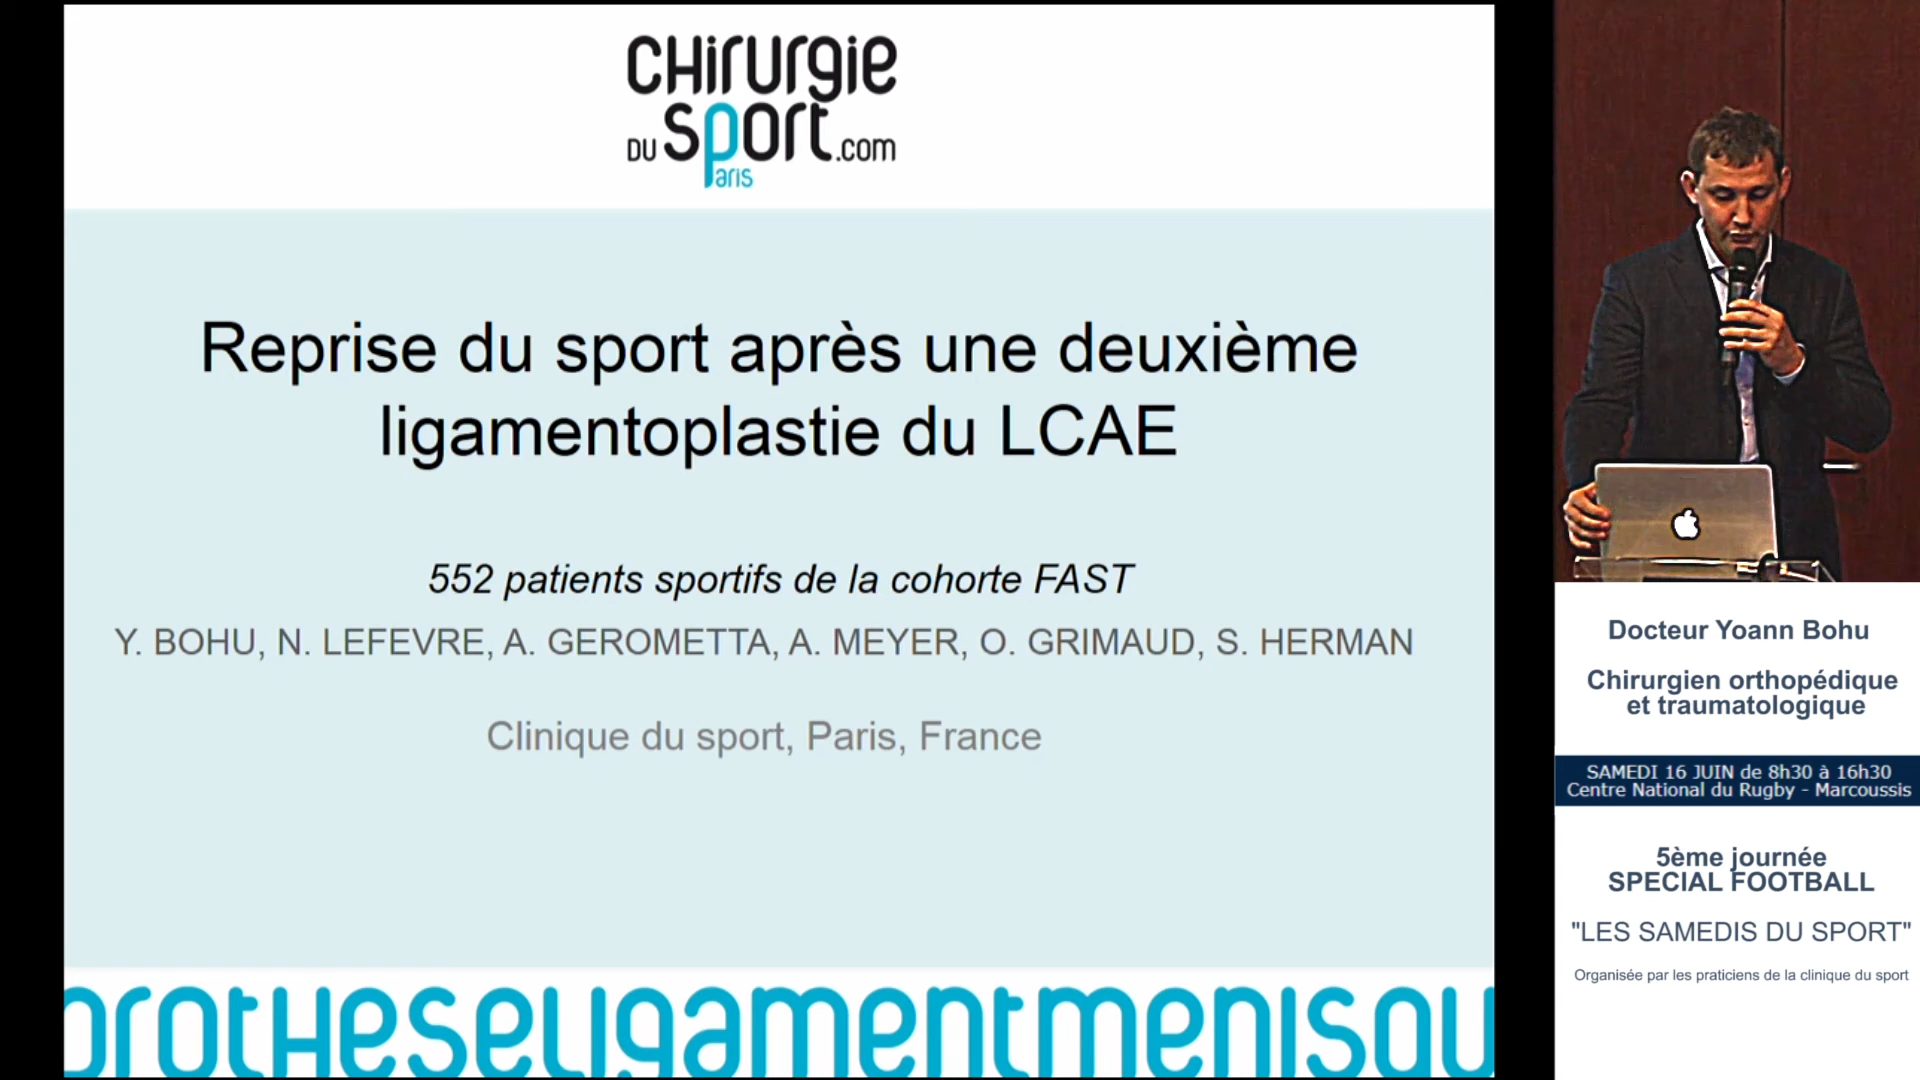 CHirurgie
DU Sport.com
Paris
Reprise du sport après une deuxième
ligamentoplastie du LCAE
552 patients sportifs de la cohorte FAST
Y. BOHU, N. LEFEVRE, A. GEROMETTA, A. MEYER, O. GRIMAUD, S. HERMAN
Clinique du sport, Paris, France
protheseligamentmenisqu
Docteur Yoann Bohu
Chirurgien orthopédique
et traumatologique
SAMEDI 16 JUIN de 8h30 à 16h30
Centre National du Rugby - Marcoussis
5ème journée
SPECIAL FOOTBALL
"LES SAMEDIS DU SPORT"
Organisée par les praticiens de la clinique du sport